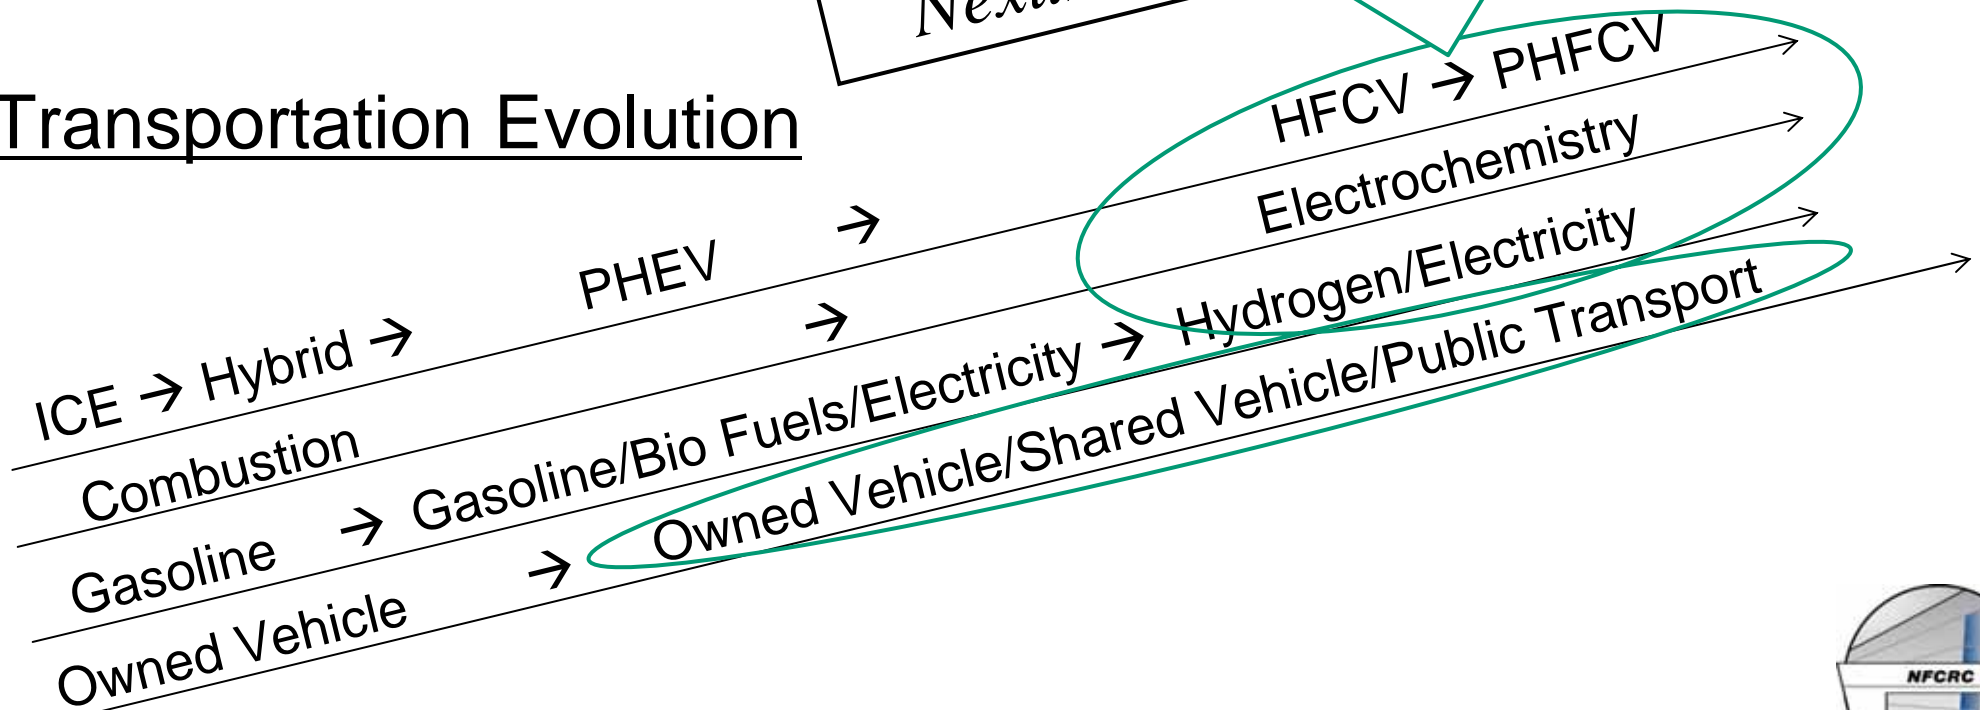 Transportation Evolution
ICE → Hybrid → PHEV → HFCV → PHFCV
Combustion → Electrochemistry
Gasoline → Gasoline/Bio Fuels/Electricity → Hydrogen/Electricity
Owned Vehicle → Owned Vehicle/Shared Vehicle/Public Transport
NFCRC